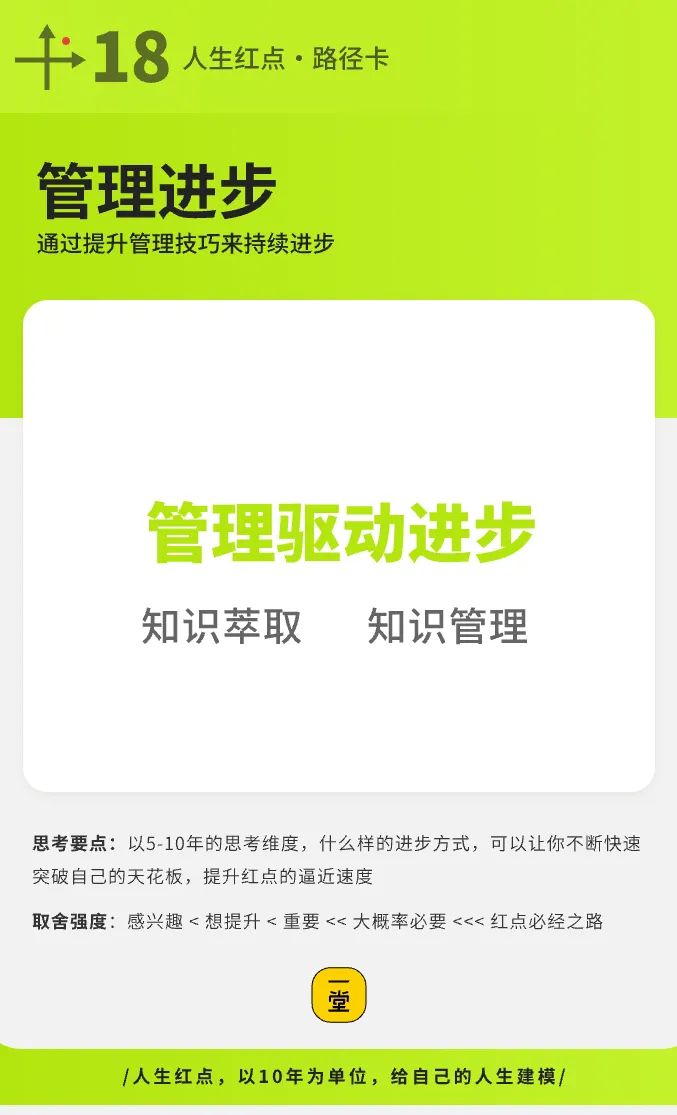 18 人生红点·路径卡
管理进步
通过提升管理技巧来持续进步
管理驱动进步
知识萃取 知识管理
思考要点：以5-10年的思考维度，什么样的进步方式，可以让你不断快速
突破自己的天花板，提升红点的逼近速度
取舍强度：感兴趣 < 想提升 < 重要 << 大概率必要 <<< 红点必经之路
一
堂
/人生红点，以10年为单位，给自己的人生建模/